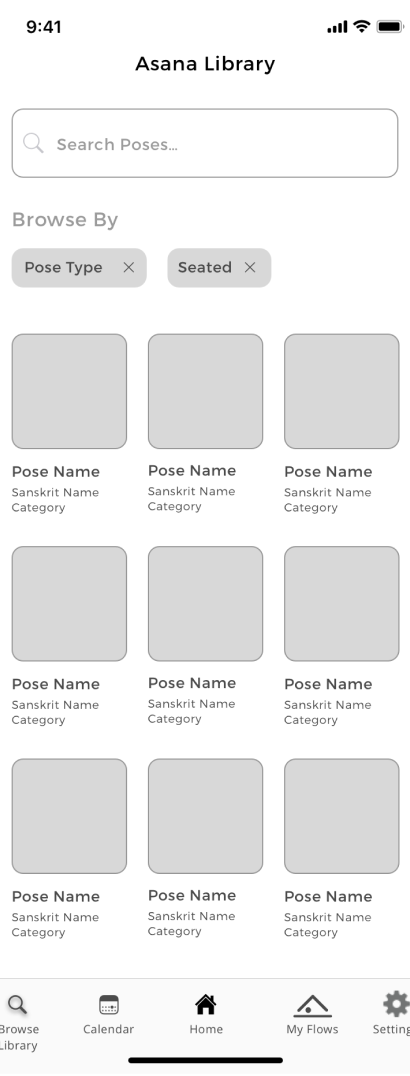 9:41
Asana Library
Search Poses...
Browse By
Pose Type
Seated
Pose Name Pose Name Pose Name
Sanskrit Name Sanskrit Name Sanskrit Name
Category Category Category
Pose Name Pose Name Pose Name
Sanskrit Name Sanskrit Name Sanskrit Name
Category Category Category
Pose Name Pose Name Pose Name
Sanskrit Name Sanskrit Name Sanskrit Name
Category Category Category
Browse Calendar Home My Flows Setting
Library